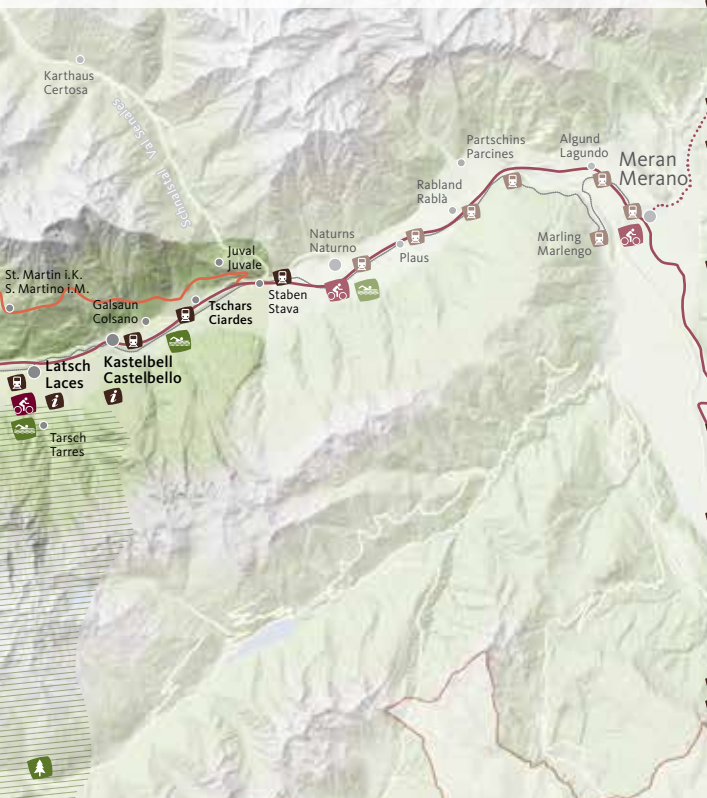 Karthaus
Certosa
Schnalstal Val Senales
Partschins
Parcines
Algund
Lagundo
Meran
Merano
Rabland
Rablà
Marling
Marlengo
Naturns
Naturno
Plaus
Juval
Juvale
St. Martin i.K.
S. Martino i.M.
Staben
Stava
Galsaun
Colsano
Tschars
Ciardes
Latsch
Laces
Kastelbell
Castelbello
i
i
Tarsch
Tarres